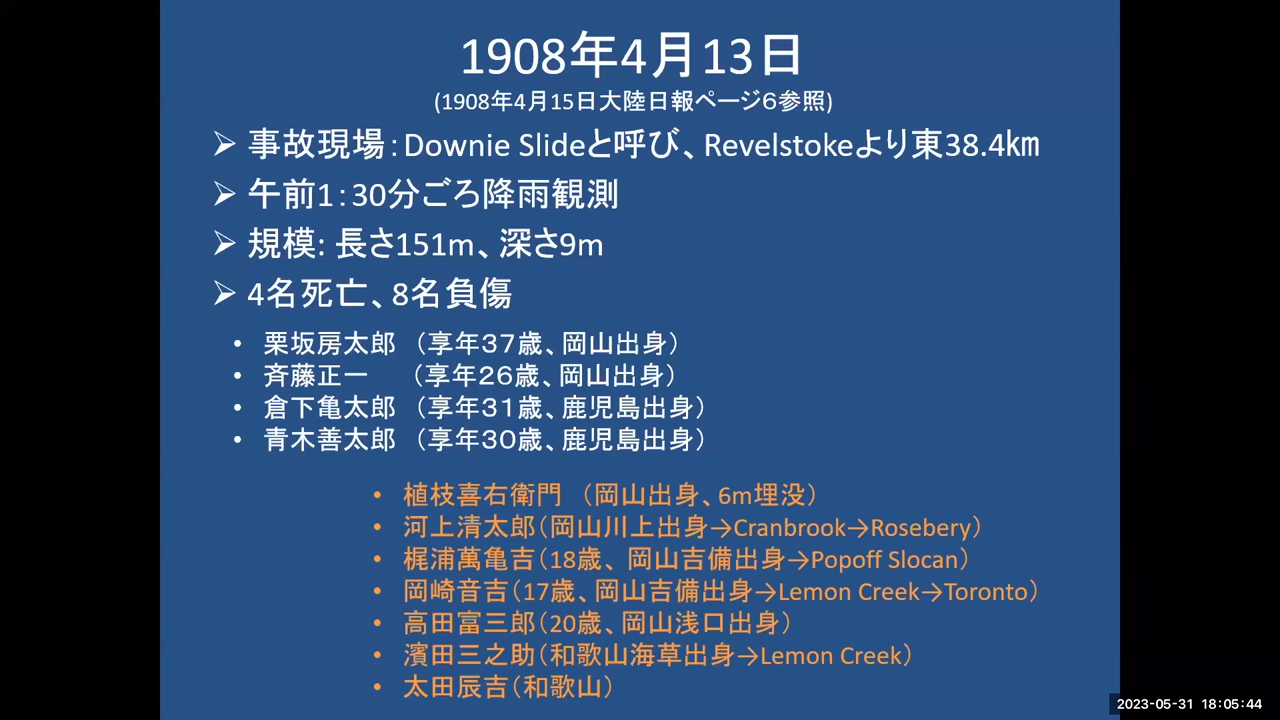 1908年4月13日
(1908年4月15日大陸日報ページ6参照)
➢ 事故現場：Downie Slideと呼び、Revelstokeより東38.4㎞
➢ 午前1：30分ごろ降雨観測
➢ 規模: 長さ151m、深さ9m
➢ 4名死亡、8名負傷
• 栗坂房太郎 （享年３７歳、岡山出身）
• 斉藤正一 （享年２６歳、岡山出身）
• 倉下亀太郎 （享年３１歳、鹿児島出身）
• 青木善太郎 （享年３０歳、鹿児島出身）
• 植枝喜右衛門 （岡山出身、6m埋没）
• 河上清太郎（岡山川上出身→Cranbrook→Rosebery）
• 梶浦萬亀吉（18歳、岡山吉備出身→Popoff Slocan）
• 岡崎音吉（17歳、岡山吉備出身→Lemon Creek→Toronto）
• 高田富三郎（20歳、岡山浅口出身）
• 濱田三之助（和歌山海草出身→Lemon Creek）
• 太田辰吉（和歌山）
2023-05-31 18:05:44